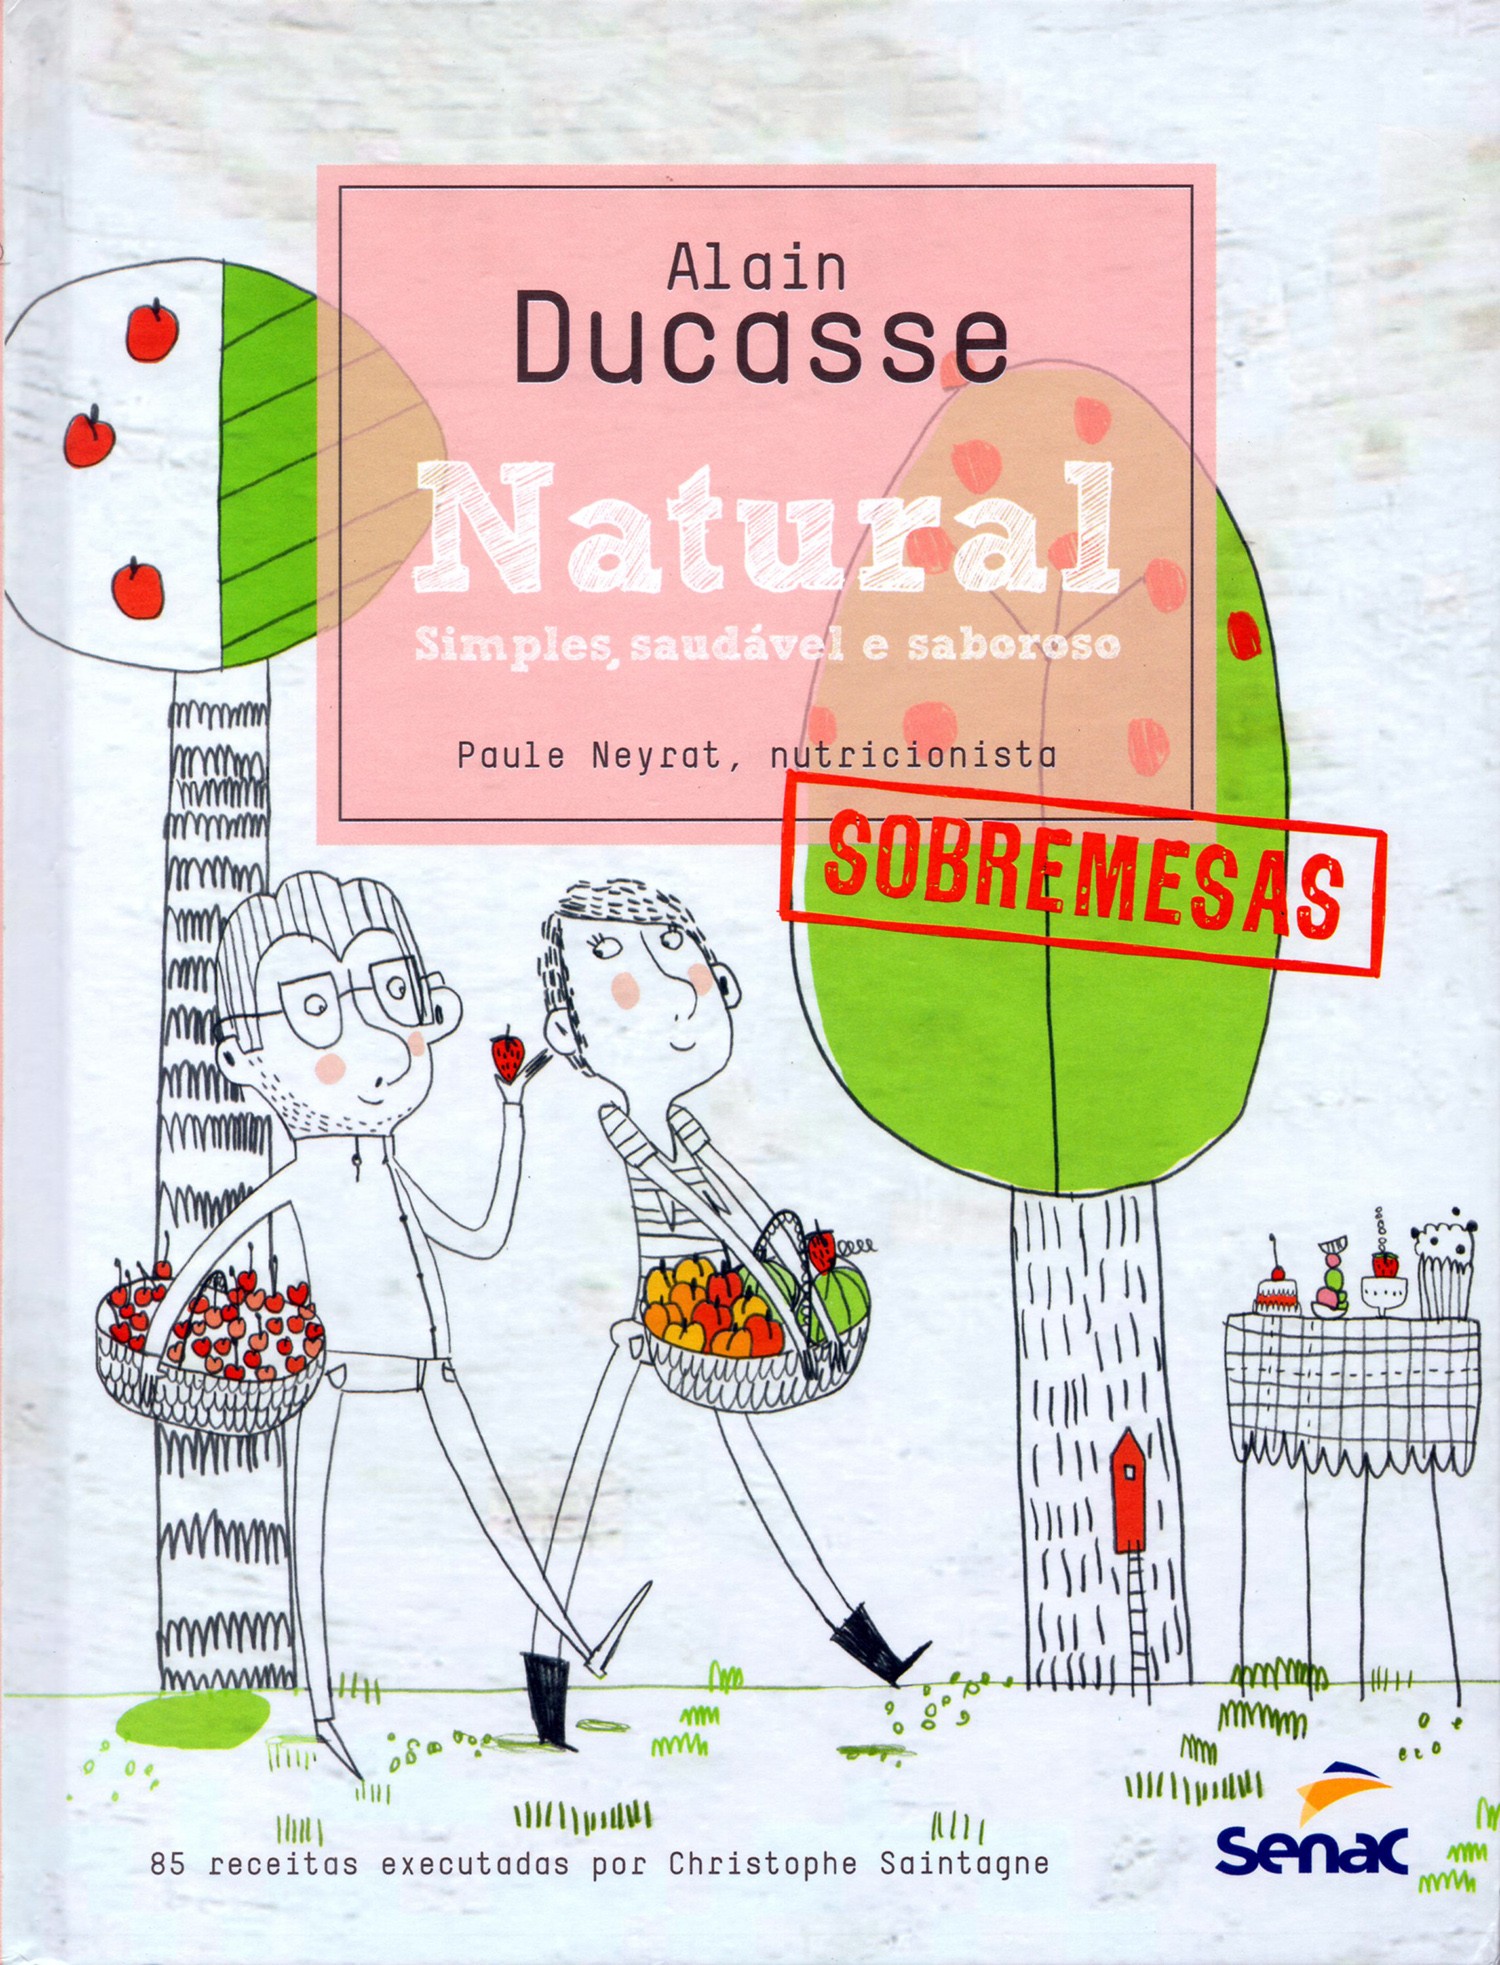 Alain
Ducasse
Natural
Simples, saudável e saboroso
Paule Neyrat, nutricionista
SOBREMESAS
85 receitas executadas por Christophe Saintagne
senac